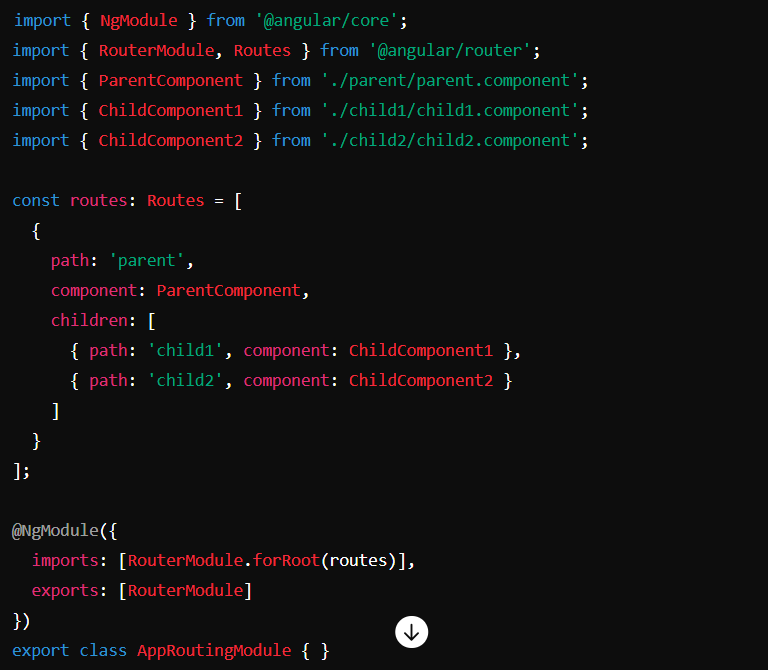 import { NgModule } from '@angular/core';
import { RouterModule, Routes } from '@angular/router';
import { ParentComponent } from './parent/parent.component';
import { ChildComponent1 } from './child1/child1.component';
import { ChildComponent2 } from './child2/child2.component';

const routes: Routes = [
  {
    path: 'parent',
    component: ParentComponent,
    children: [
      { path: 'child1', component: ChildComponent1 },
      { path: 'child2', component: ChildComponent2 }
    ]
  }
];

@NgModule({
  imports: [RouterModule.forRoot(routes)],
  exports: [RouterModule]
})
export class AppRoutingModule { }